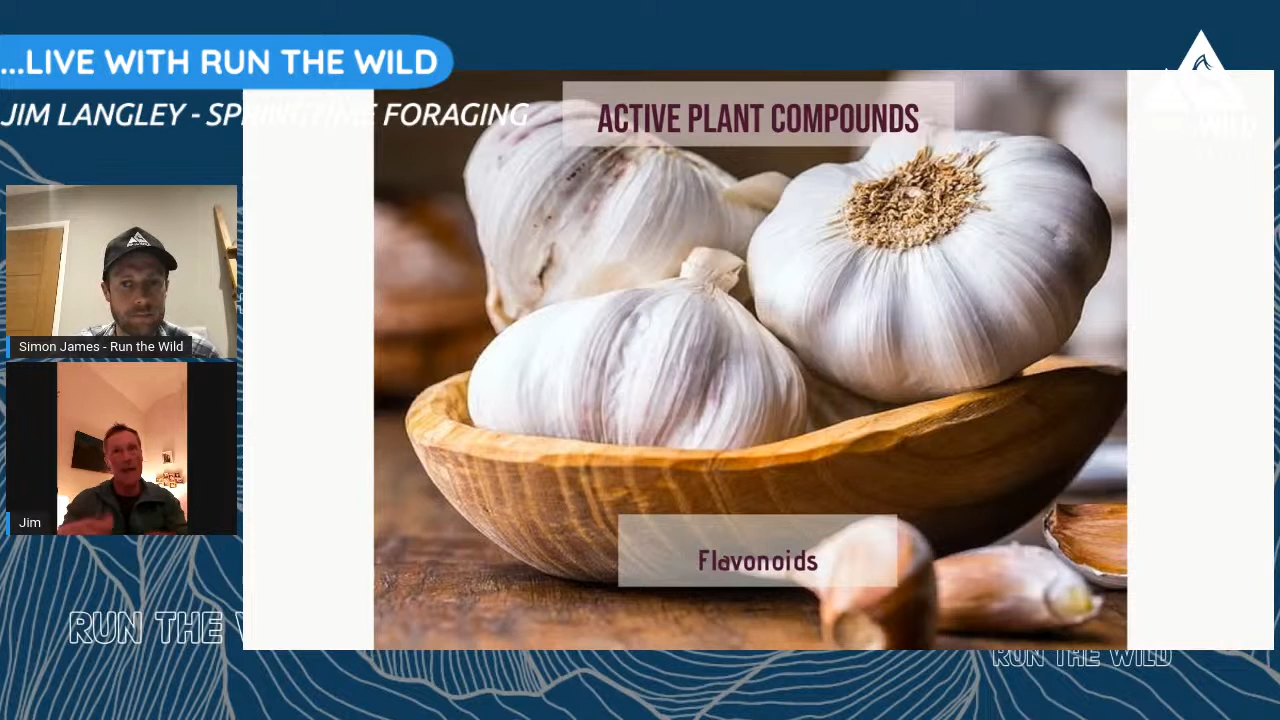 ...LIVE WITH RUN THE WILD
JIM LANGLEY - SPRINGTIME FORAGING
ACTIVE PLANT COMPOUNDS
Simon James - Run the Wild
Jim
Flavonoids
RUN THE
RUN THE WILD